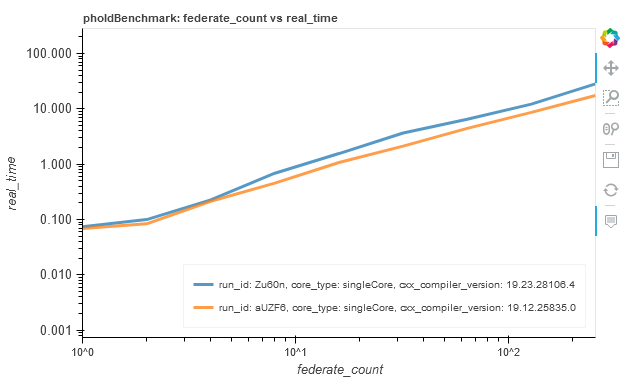 pholdBenchmark: federate_count vs real_time
100.000
10.000
1.000
0.100
0.010
0.001
real_time
run_id: Zu60n, core_type: singleCore, cxx_compiler_version: 19.23.28106.4
run_id: aUZF6, core_type: singleCore, cxx_compiler_version: 19.12.25835.0
10^0
10^1
10^2
federate_count